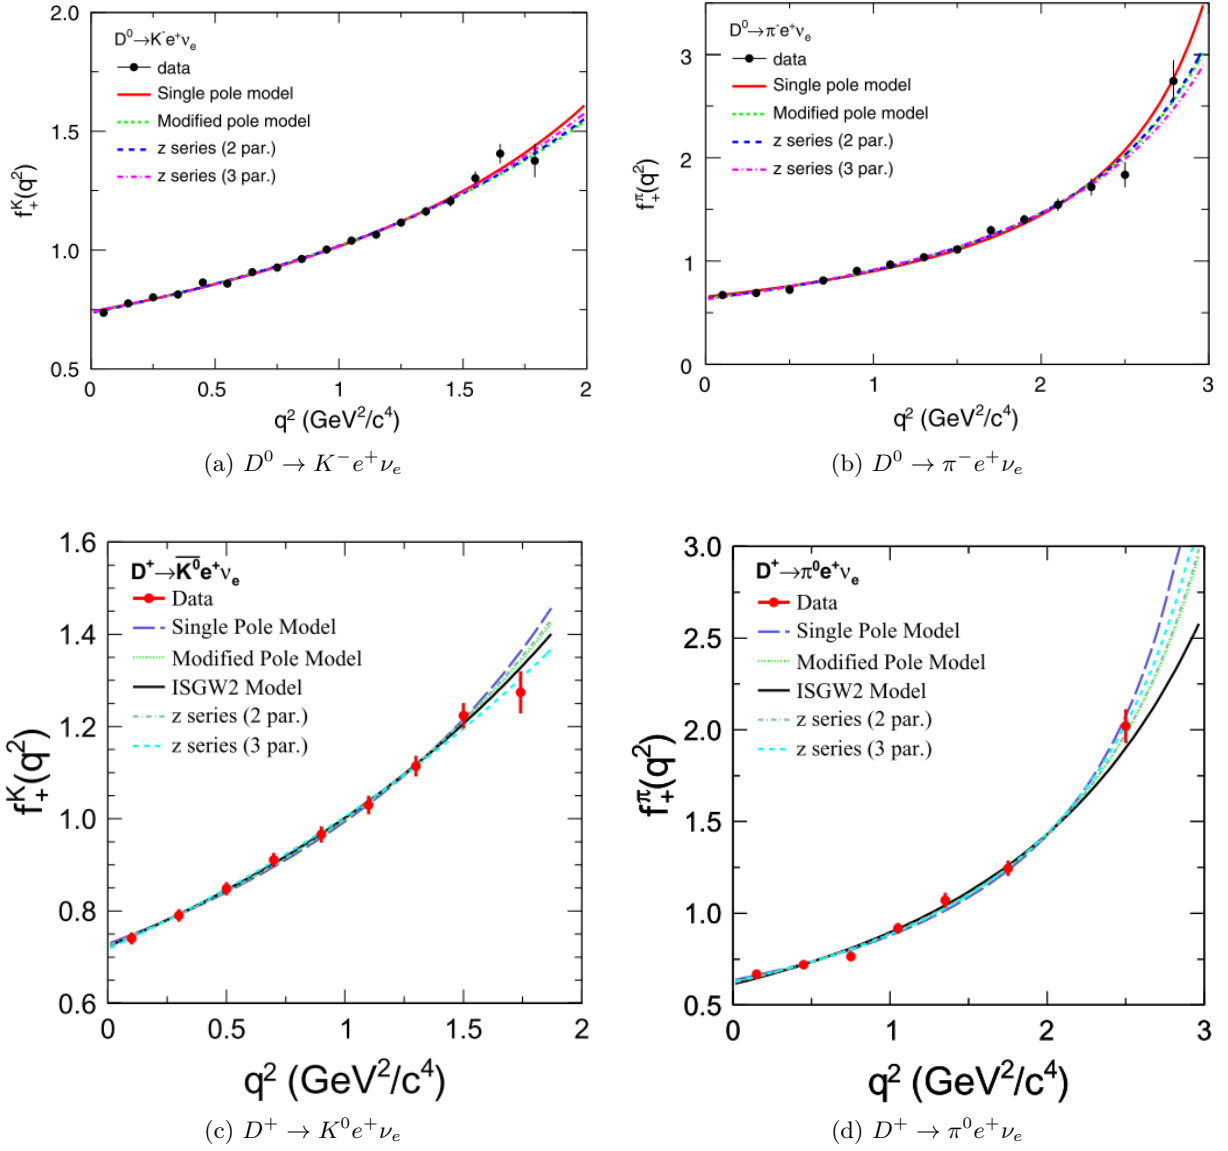 D⁰→K⁻e⁺νₑ
data
Single pole model
Modified pole model
z series (2 par.)
z series (3 par.)
f₊ᴷ(q²)
2.0
1.5
1.0
0.5
0 0.5 1 1.5 2
q² (GeV²/c⁴)
(a) D⁰ → K⁻e⁺νₑ
D⁰→π⁻e⁺νₑ
data
Single pole model
Modified pole model
z series (2 par.)
z series (3 par.)
f₊^π(q²)
3
2
1
0
0 1 2 3
q² (GeV²/c⁴)
(b) D⁰ → π⁻e⁺νₑ
D⁺→K̅⁰e⁺νₑ
Data
Single Pole Model
Modified Pole Model
ISGW2 Model
z series (2 par.)
z series (3 par.)
f₊ᴷ(q²)
1.6
1.4
1.2
1.0
0.8
0.6
0 0.5 1 1.5 2
q² (GeV²/c⁴)
(c) D⁺ → K⁰e⁺νₑ
D⁺→π⁰e⁺νₑ
Data
Single Pole Model
Modified Pole Model
ISGW2 Model
z series (2 par.)
z series (3 par.)
f₊^π(q²)
3.0
2.5
2.0
1.5
1.0
0.5
0 1 2 3
q² (GeV²/c⁴)
(d) D⁺ → π⁰e⁺νₑ